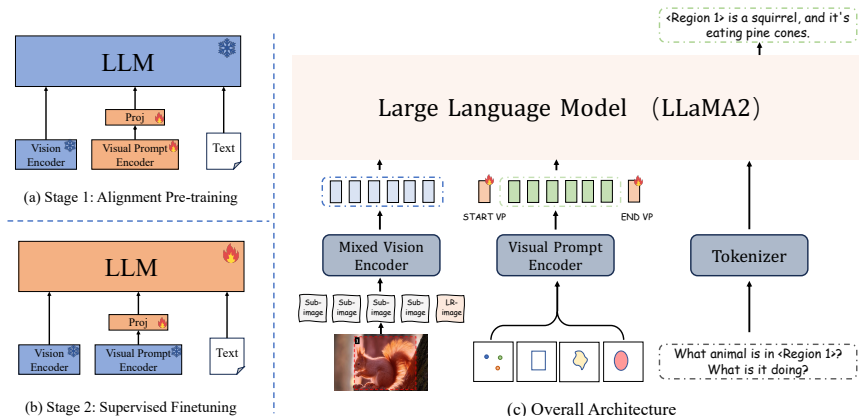 LLM
Proj
Vision
Encoder
Visual Prompt
Encoder
Text
(a) Stage 1: Alignment Pre-training
LLM
Proj
Vision
Encoder
Visual Prompt
Encoder
Text
(b) Stage 2: Supervised Finetuning
<Region 1> is a squirrel, and it's
eating pine cones.
Large Language Model (LLaMA2)
START VP
END VP
Mixed Vision
Encoder
Visual Prompt
Encoder
Tokenizer
Sub-
image
Sub-
image
Sub-
image
Sub-
image
LR-
image
1
What animal is in <Region 1>?
What is it doing?
(c) Overall Architecture